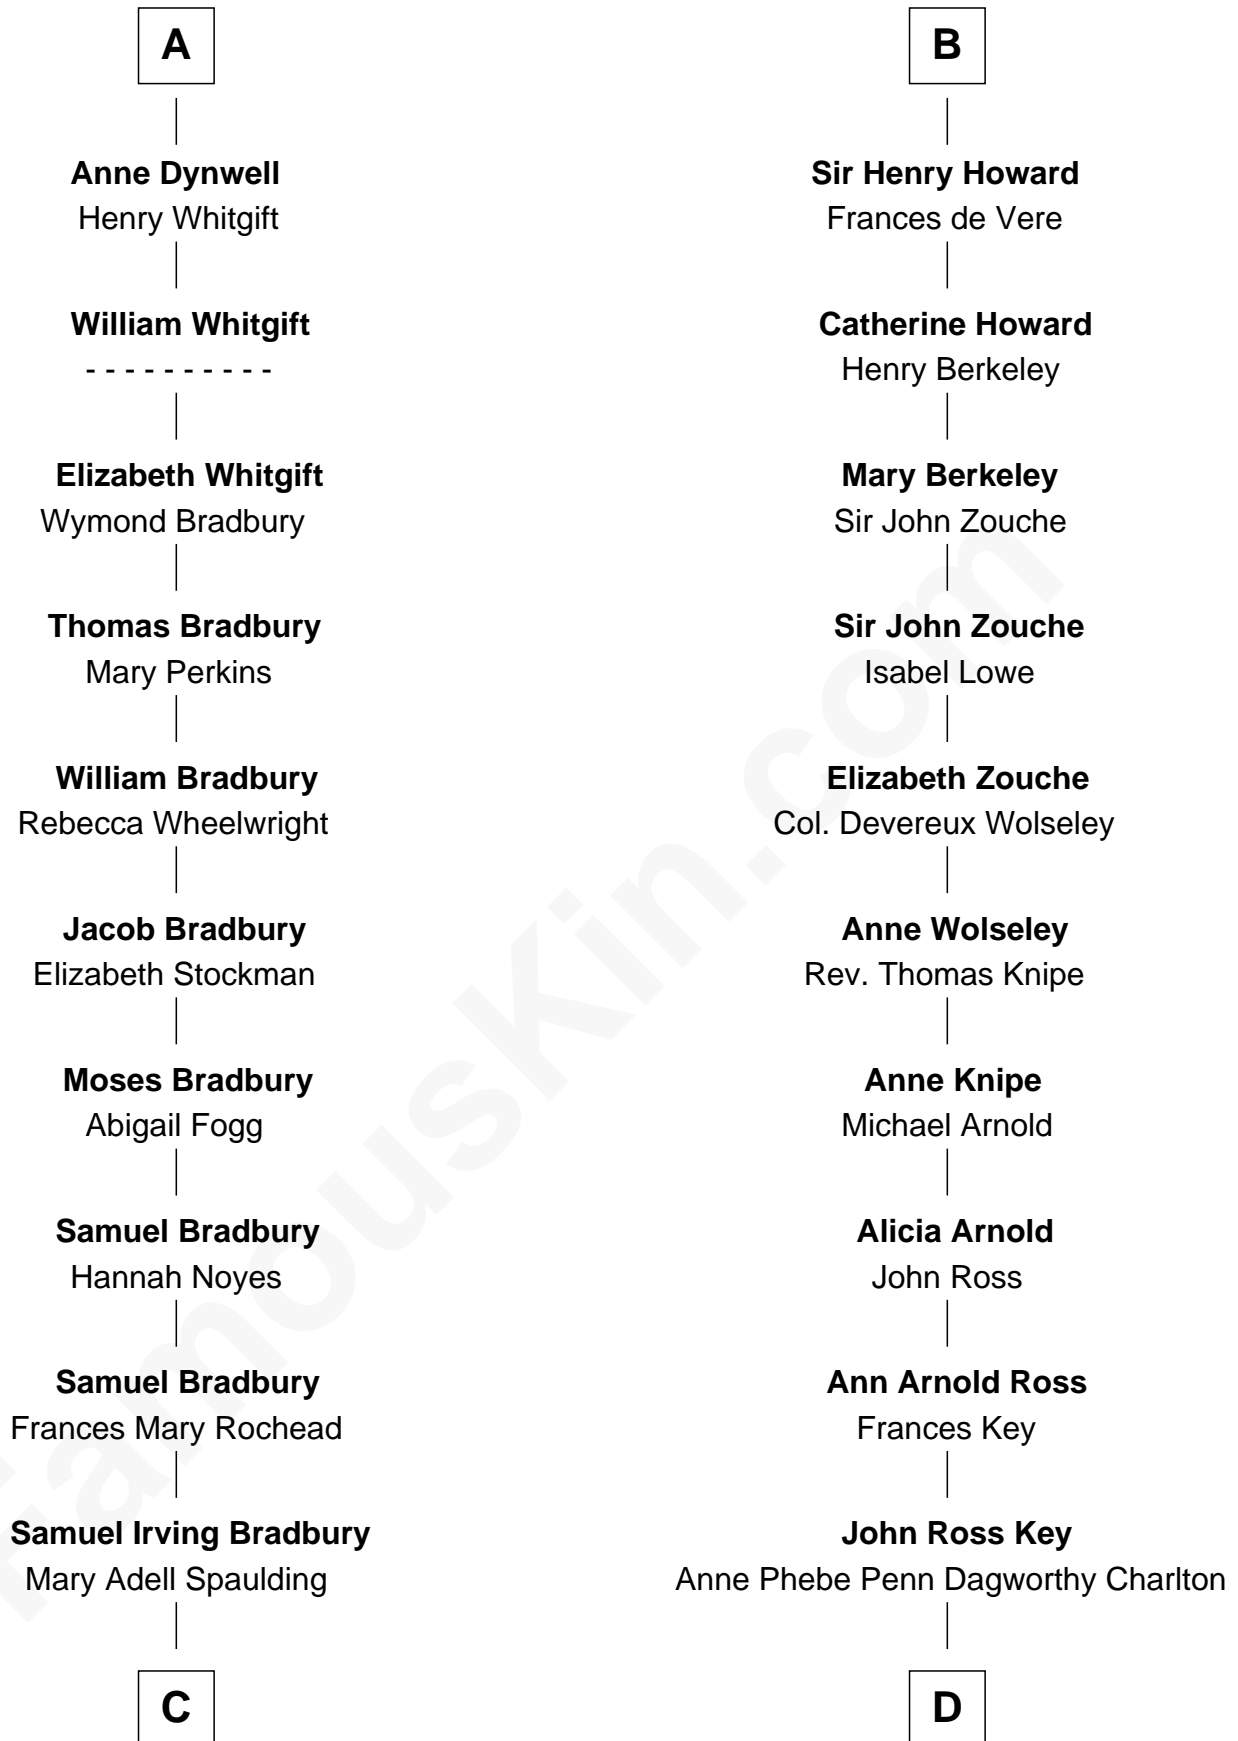 A
Anne Dynwell
Henry Whitgift
William Whitgift
- - - - - - - - - -
Elizabeth Whitgift
Wymond Bradbury
Thomas Bradbury
Mary Perkins
William Bradbury
Rebecca Wheelwright
Jacob Bradbury
Elizabeth Stockman
Moses Bradbury
Abigail Fogg
Samuel Bradbury
Hannah Noyes
Samuel Bradbury
Frances Mary Rochead
Samuel Irving Bradbury
Mary Adell Spaulding
C
B
Sir Henry Howard
Frances de Vere
Catherine Howard
Henry Berkeley
Mary Berkeley
Sir John Zouche
Sir John Zouche
Isabel Lowe
Elizabeth Zouche
Col. Devereux Wolseley
Anne Wolseley
Rev. Thomas Knipe
Anne Knipe
Michael Arnold
Alicia Arnold
John Ross
Ann Arnold Ross
Frances Key
John Ross Key
Anne Phebe Penn Dagworthy Charlton
D
FamousKin.com